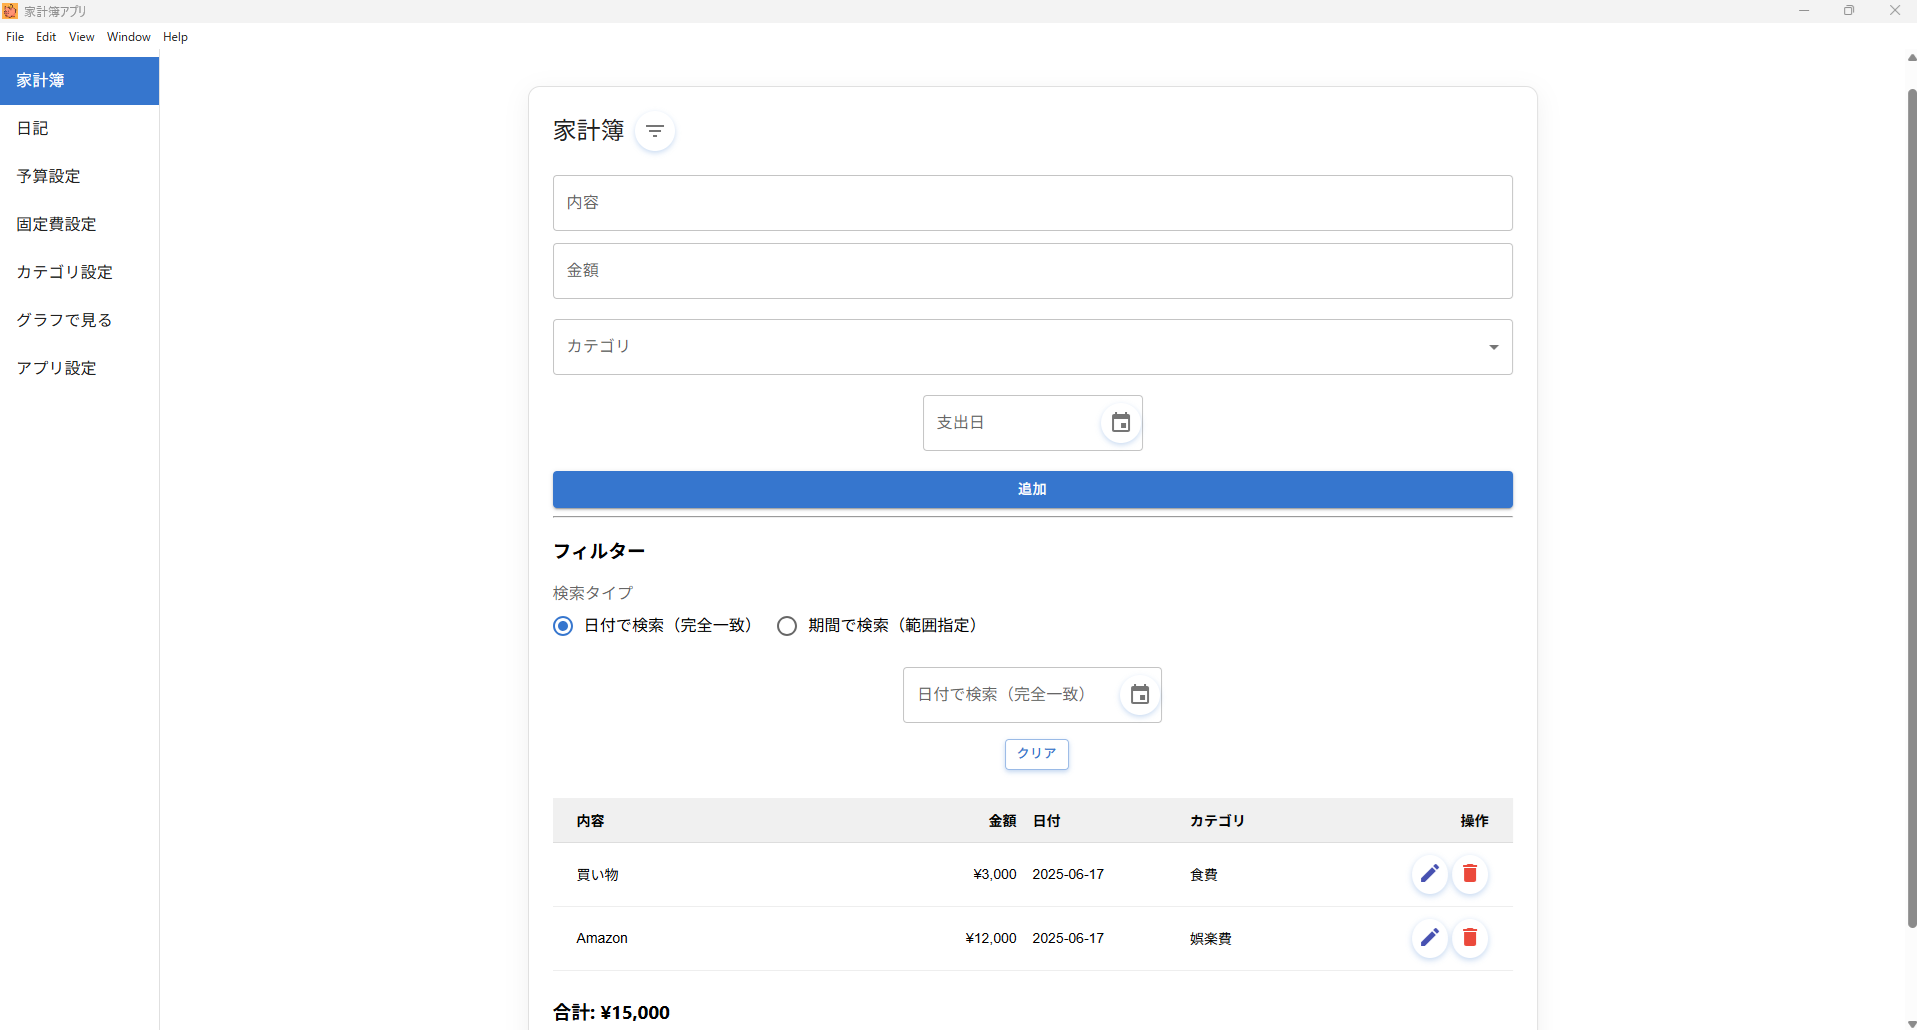 家計簿アプリ
File Edit View Window Help
家計簿
日記
予算設定
固定費設定
カテゴリ設定
グラフで見る
アプリ設定
家計簿
内容
金額
カテゴリ
支出日
追加
フィルター
検索タイプ
日付で検索（完全一致） 期間で検索（範囲指定）
日付で検索（完全一致）
クリア
内容 金額 日付 カテゴリ 操作
買い物 ¥3,000 2025-06-17 食費
Amazon ¥12,000 2025-06-17 娯楽費
合計: ¥15,000